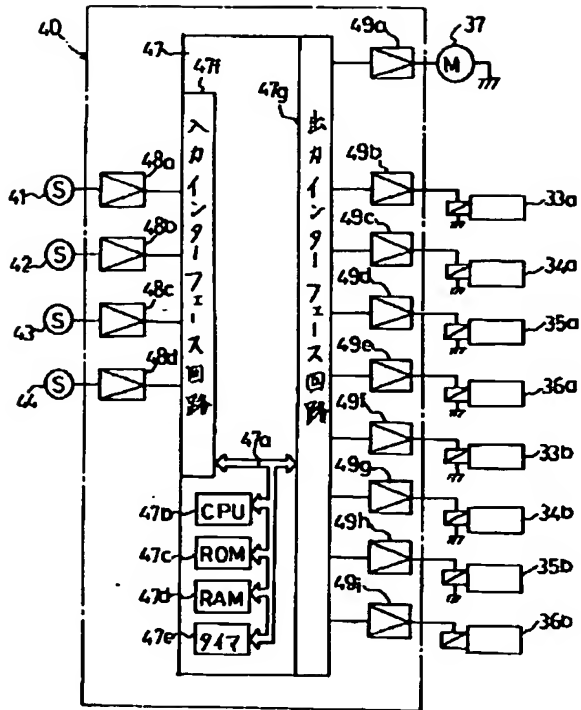 40
47
47f
入力インターフェース回路
47g
出力インターフェース回路
49a
37
M
41
S
48a
42
S
48b
43
S
48c
44
S
48d
49b
33a
49c
34a
49d
35a
49e
36a
49f
33b
49g
34b
49h
35b
49i
36b
47a
47b
CPU
47c
ROM
47d
RAM
47e
タイマ